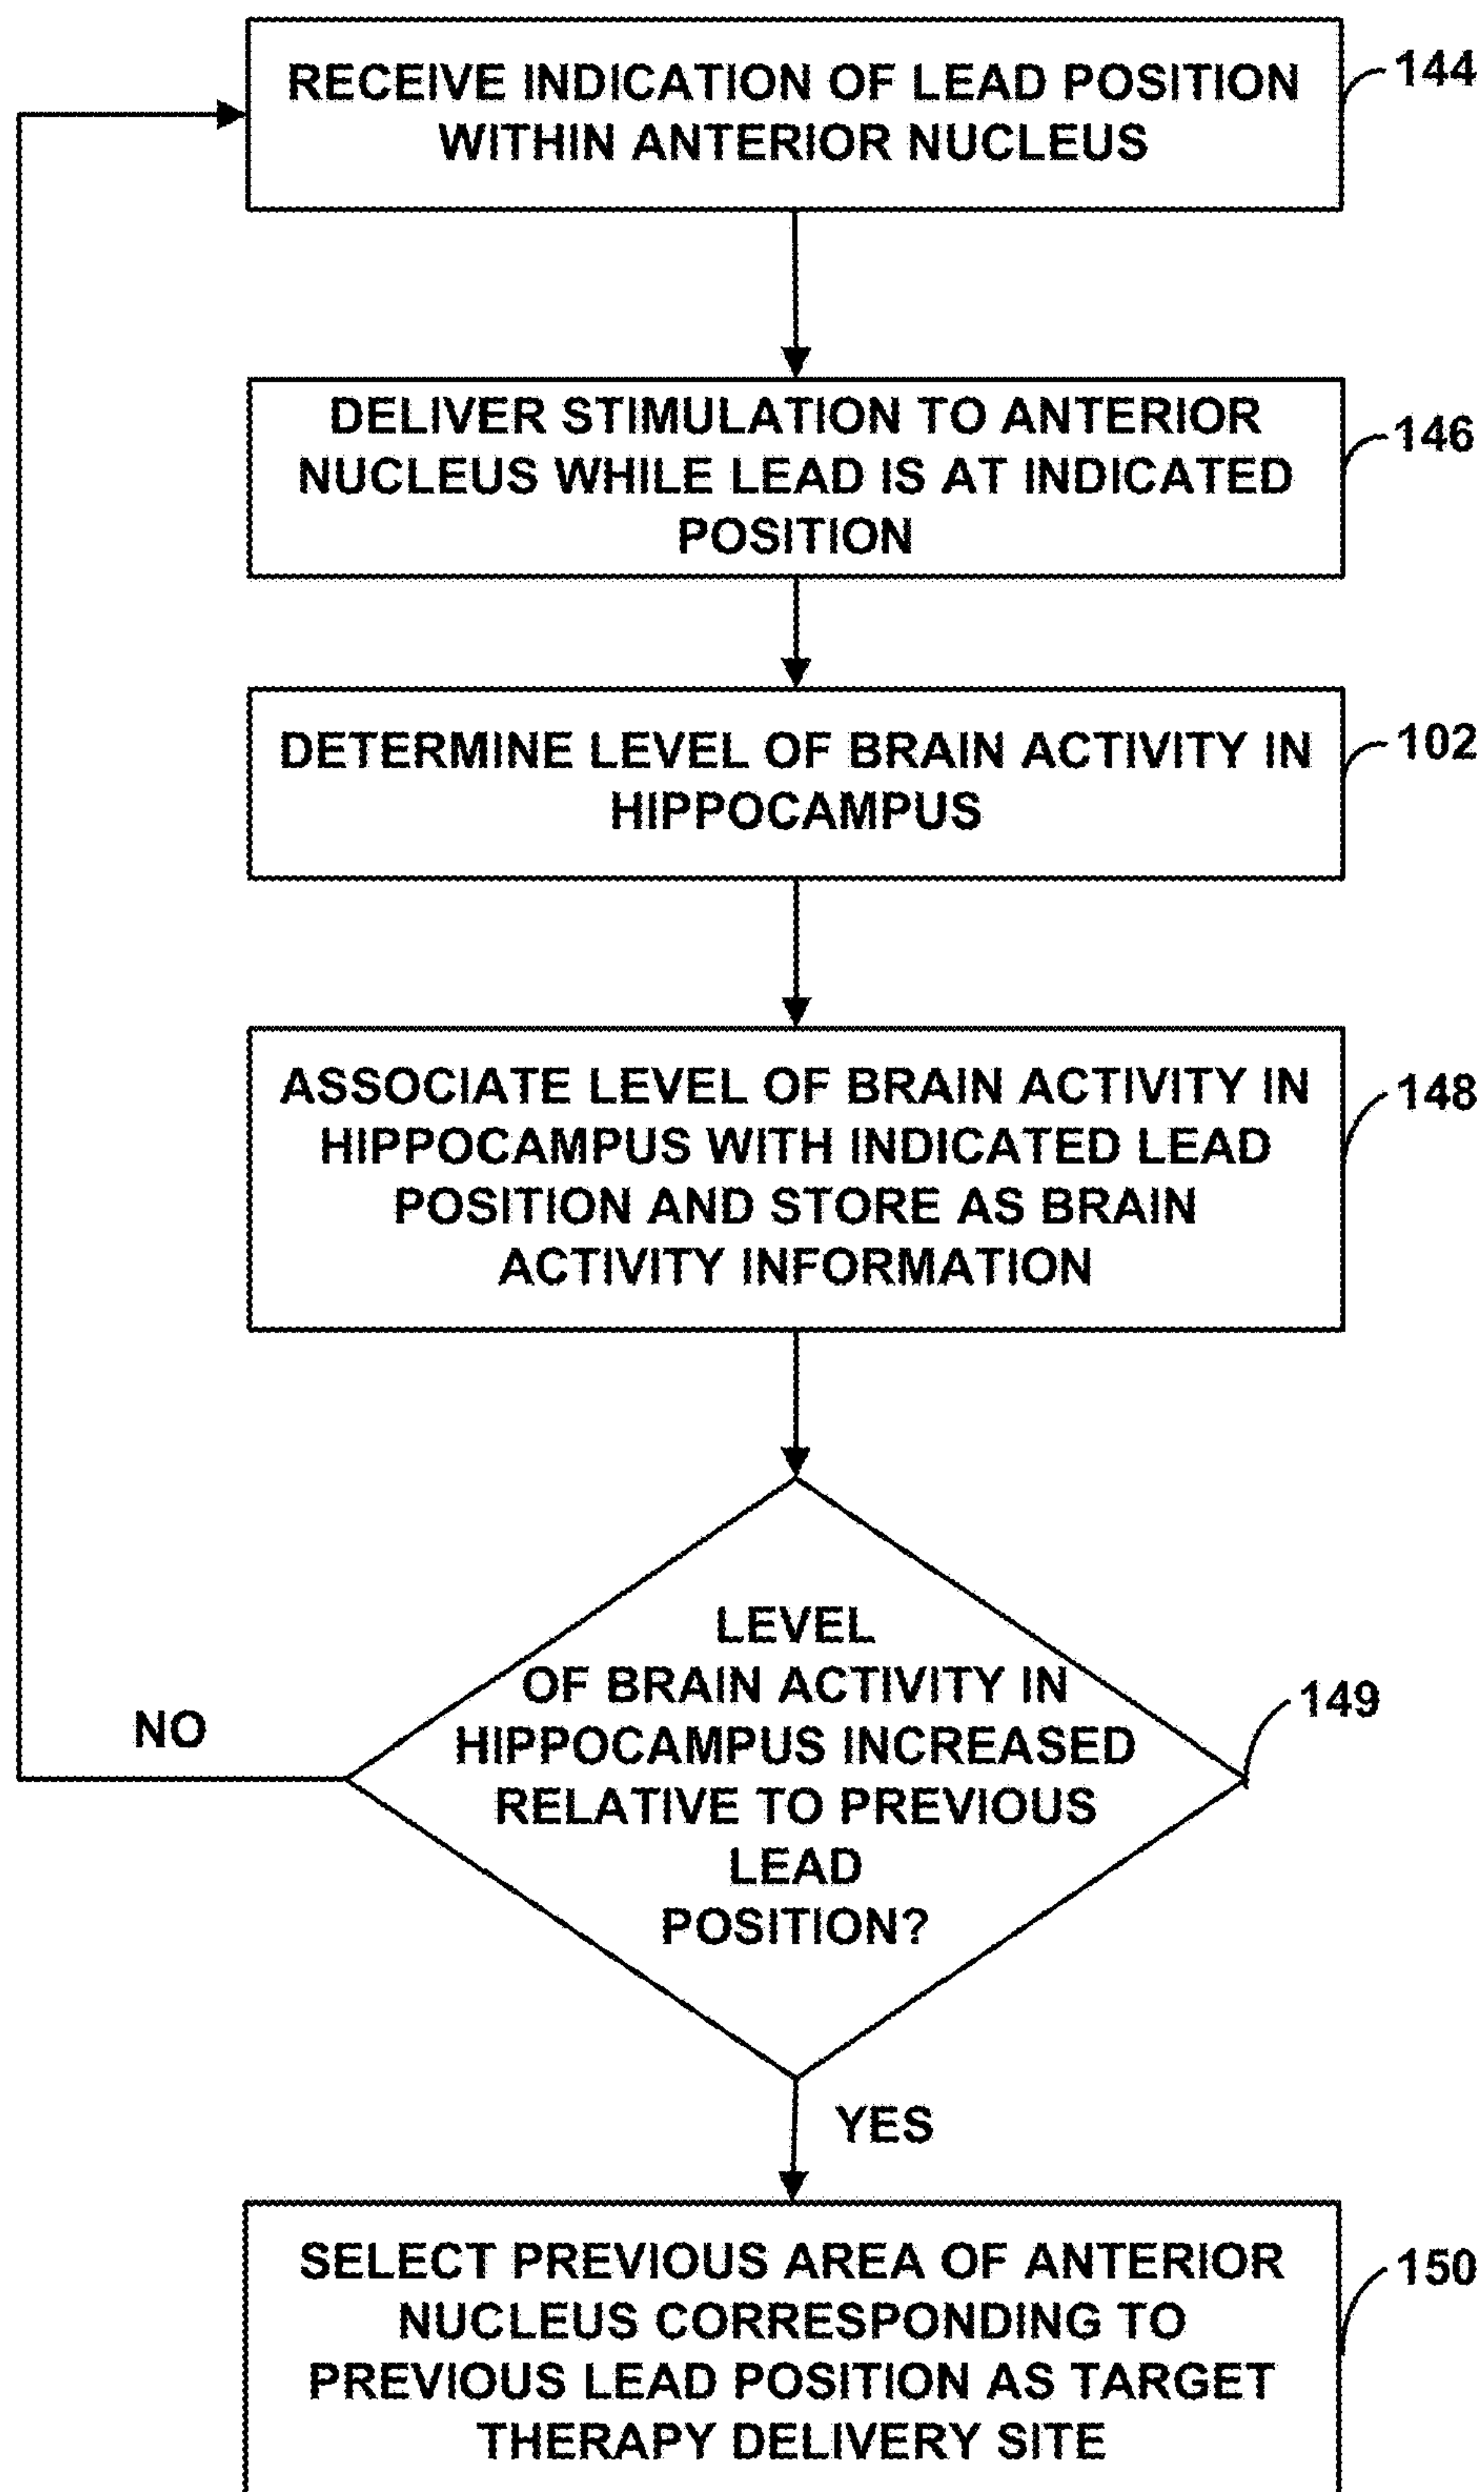 RECEIVE INDICATION OF LEAD POSITION
WITHIN ANTERIOR NUCLEUS
144
DELIVER STIMULATION TO ANTERIOR
NUCLEUS WHILE LEAD IS AT INDICATED
POSITION
146
DETERMINE LEVEL OF BRAIN ACTIVITY IN
HIPPOCAMPUS
102
ASSOCIATE LEVEL OF BRAIN ACTIVITY IN
HIPPOCAMPUS WITH INDICATED LEAD
POSITION AND STORE AS BRAIN
ACTIVITY INFORMATION
148
LEVEL
OF BRAIN ACTIVITY IN
HIPPOCAMPUS INCREASED
RELATIVE TO PREVIOUS
LEAD
POSITION?
149
NO
YES
SELECT PREVIOUS AREA OF ANTERIOR
NUCLEUS CORRESPONDING TO
PREVIOUS LEAD POSITION AS TARGET
THERAPY DELIVERY SITE
150